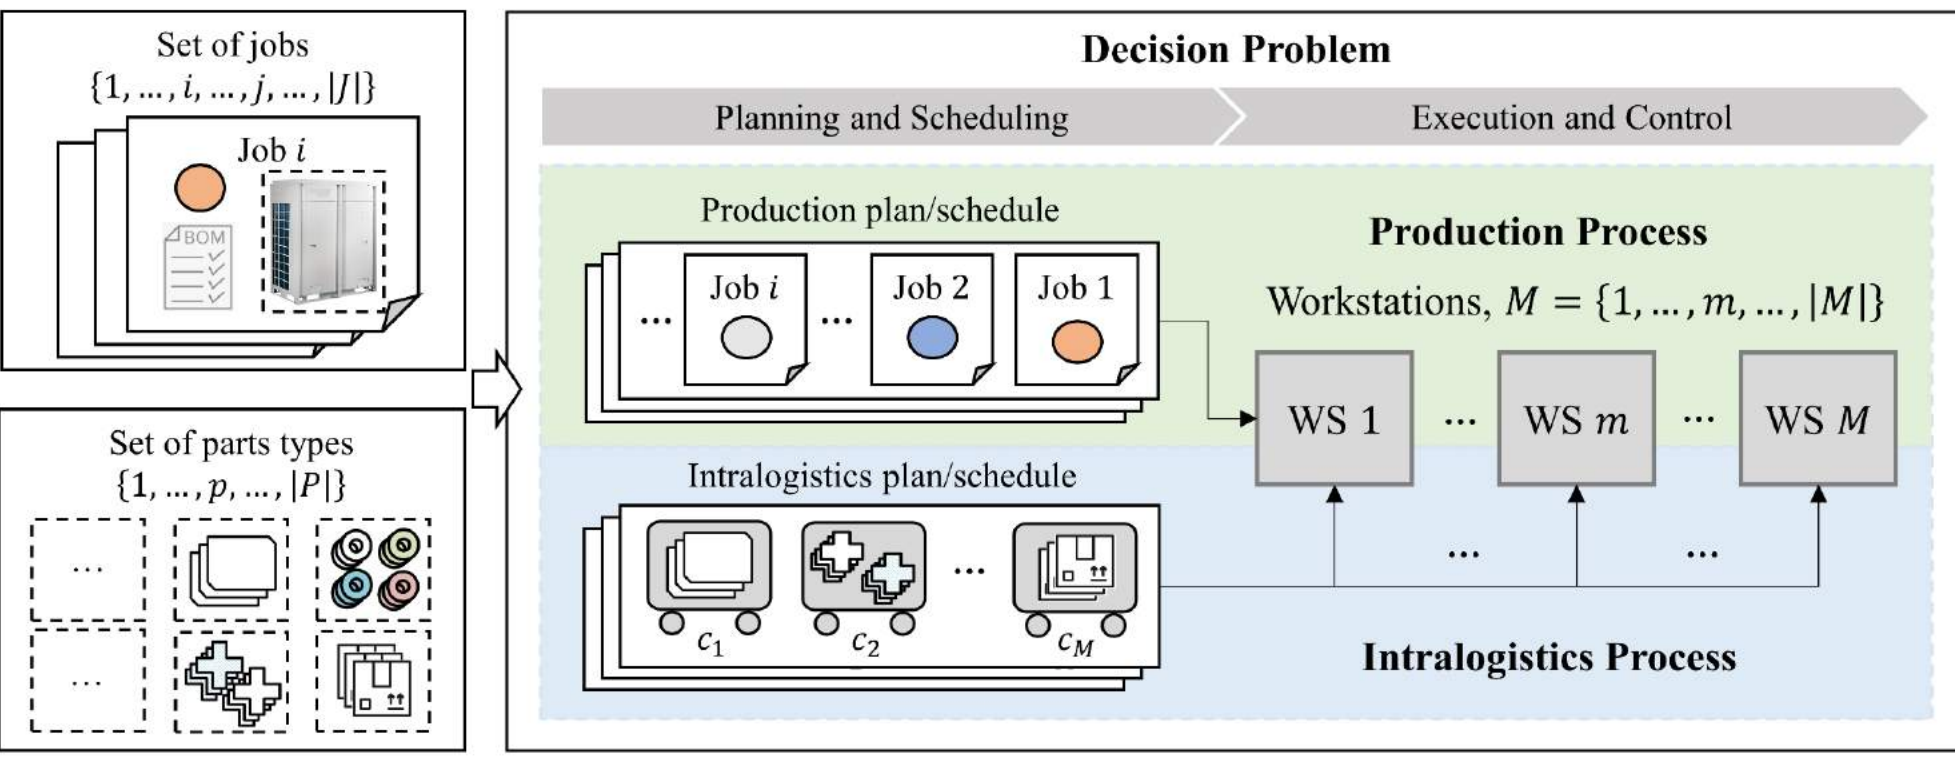 Set of jobs
{1, ..., i, ..., j, ..., |J|}
Job i
BOM
Set of parts types
{1, ..., p, ..., |P|}
...
...
Decision Problem
Planning and Scheduling
Execution and Control
Production plan/schedule
... Job i ... Job 2 Job 1
Production Process
Workstations, M = {1, ..., m, ..., |M|}
WS 1 ... WS m ... WS M
Intralogistics plan/schedule
...
c₁ c₂ c_M
... ...
Intralogistics Process